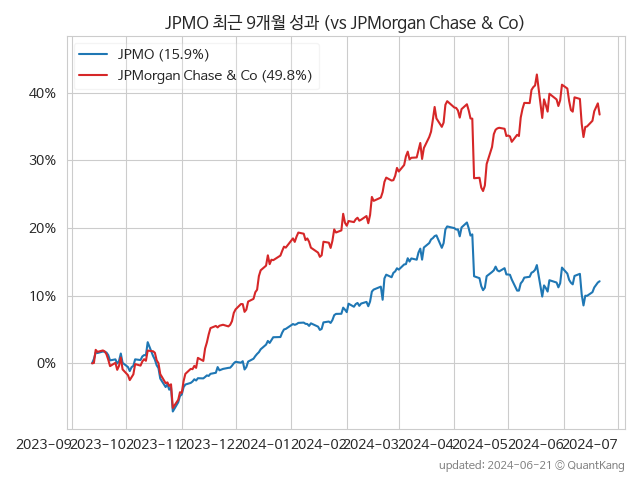 JPMO 최근 9개월 성과 (vs JPMorgan Chase & Co)
JPMO (15.9%)
JPMorgan Chase & Co (49.8%)
40%
30%
20%
10%
0%
2023-09 2023-10 2023-11 2023-12 2024-01 2024-02 2024-03 2024-04 2024-05 2024-06 2024-07
updated: 2024-06-21 © QuantKang